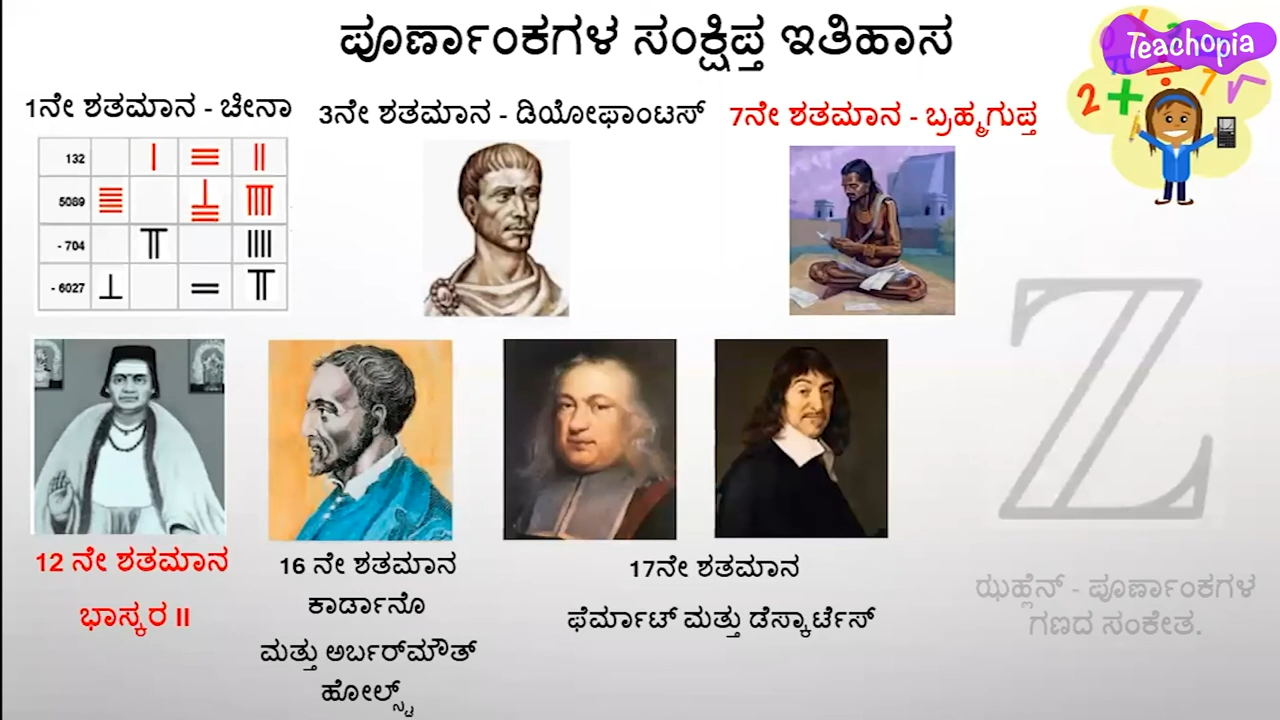 ಪೂರ್ಣಾಂಕಗಳ ಸಂಕ್ಷಿಪ್ತ ಇತಿಹಾಸ
Teachopia
1ನೇ ಶತಮಾನ - ಚೀನಾ
3ನೇ ಶತಮಾನ - ಡಿಯೋಫಾಂಟಸ್
7ನೇ ಶತಮಾನ - ಬ್ರಹ್ಮಗುಪ್ತ
132
5089
- 704
- 6027
12 ನೇ ಶತಮಾನ
ಭಾಸ್ಕರ II
16 ನೇ ಶತಮಾನ
ಕಾರ್ಡಾನೊ
ಮತ್ತು ಅರ್ಬರ್‌ಮೌತ್
ಹೋಲ್ಸ್ಟ್
17ನೇ ಶತಮಾನ
ಫೆರ್ಮಾಟ್ ಮತ್ತು ಡೆಸ್ಕಾರ್ಟೆಸ್
ℤ
ಝಹ್ಲೆನ್ - ಪೂರ್ಣಾಂಕಗಳ
ಗಣದ ಸಂಕೇತ.